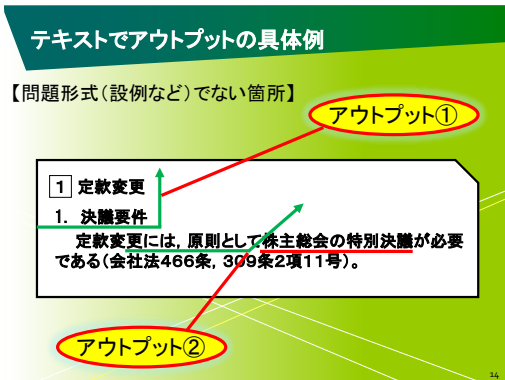 テキストでアウトプットの具体例
【問題形式(設例など)でない箇所】
アウトプット①
1 定款変更
1. 決議要件
定款変更には,原則として株主総会の特別決議が必要
である(会社法466条,309条2項11号)。
アウトプット②
14